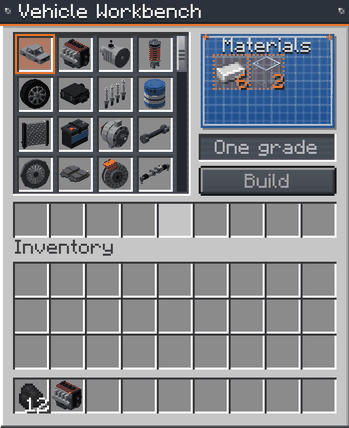 Vehicle Workbench
Materials
6 2
One grade
Build
Inventory
12